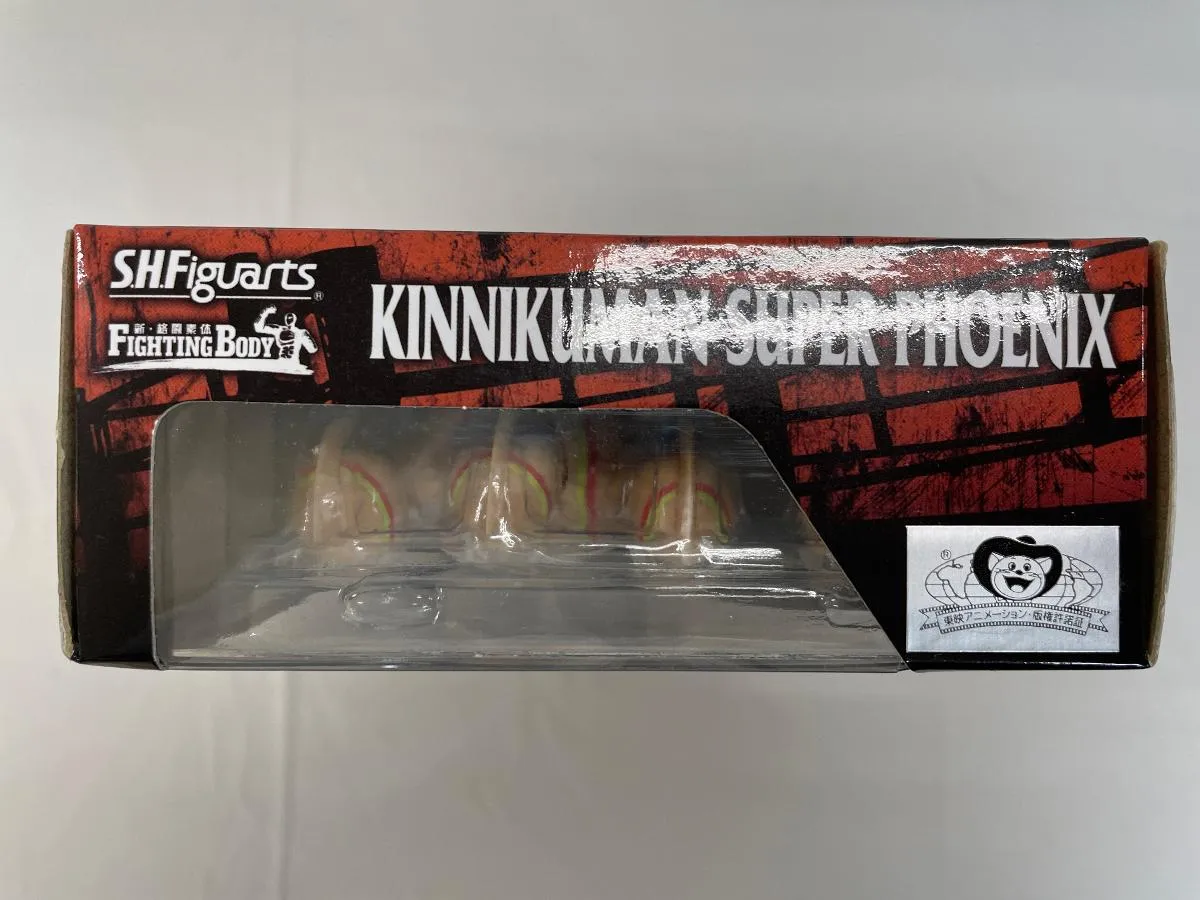 S.H.Figuarts®
新・格闘素体
FIGHTING BODY
KINNIKUMAN SUPER PHOENIX
®
東映アニメーション・版権許諾証